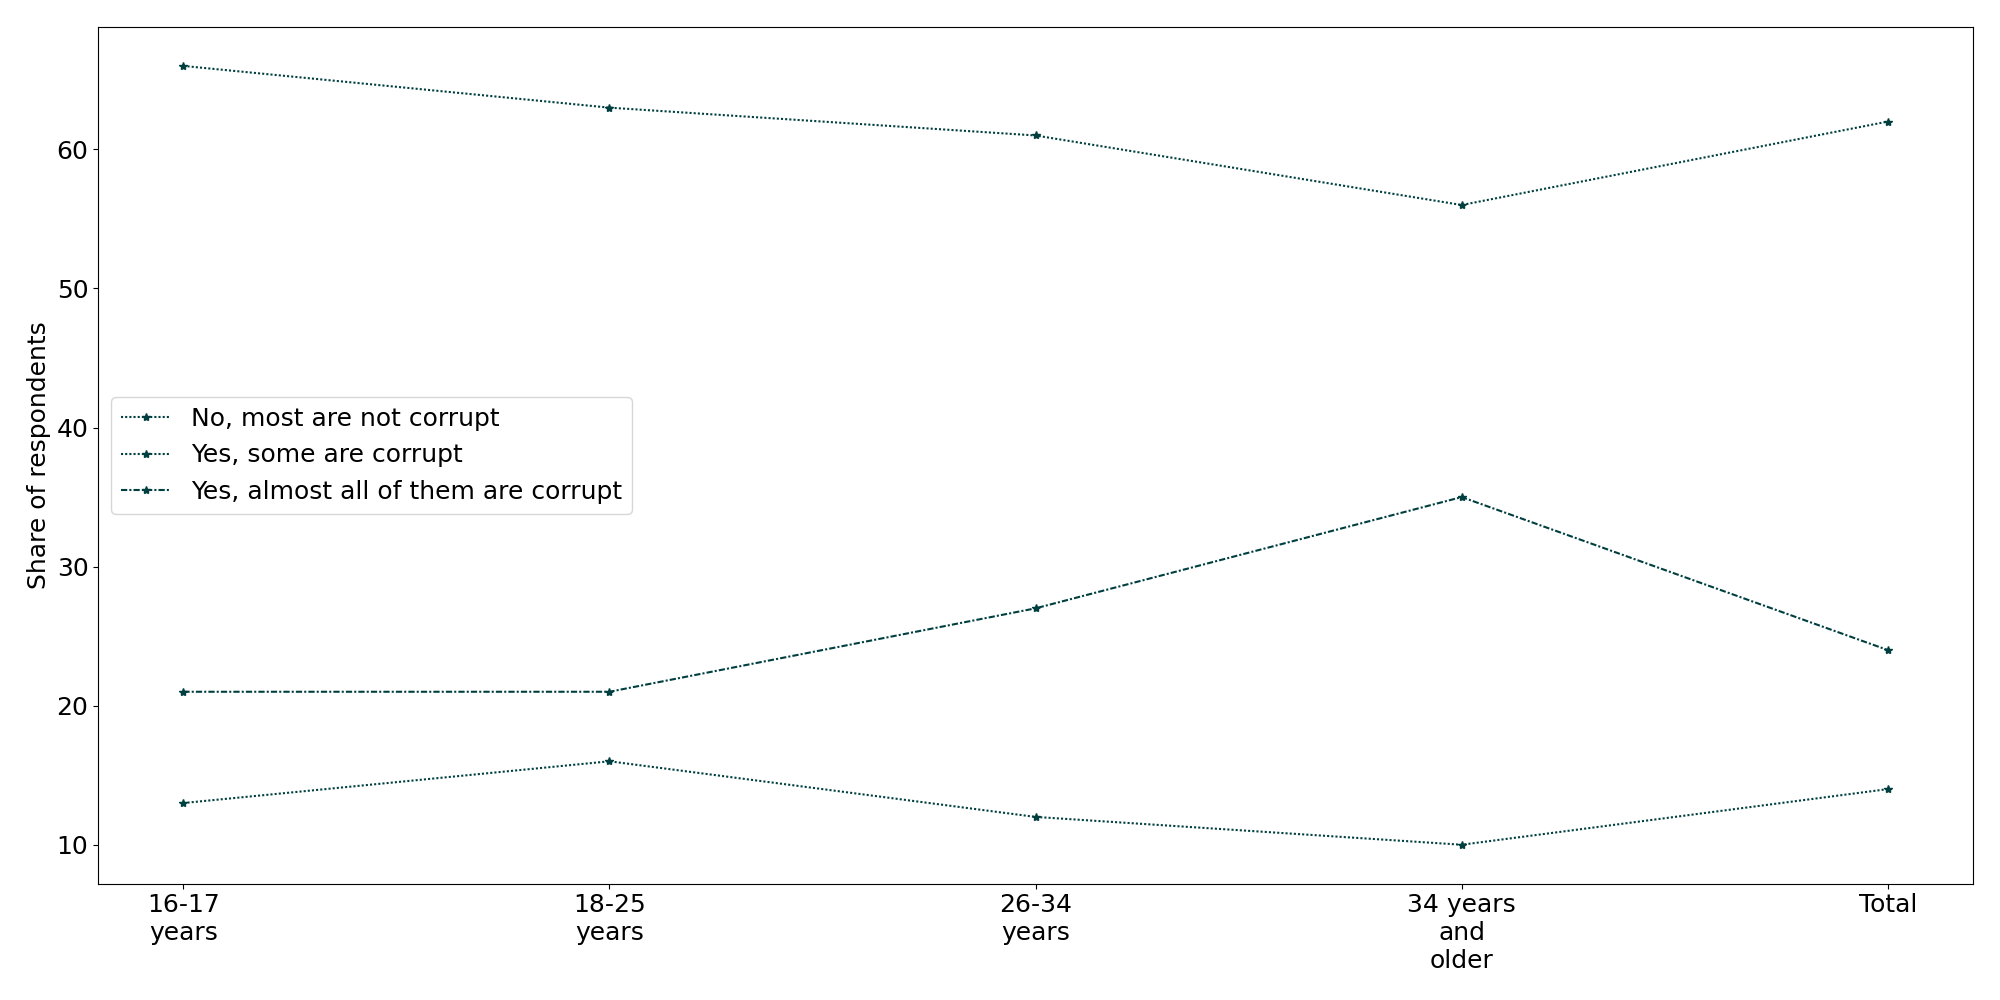 Share of respondents
60
50
40
30
20
10
No, most are not corrupt
Yes, some are corrupt
Yes, almost all of them are corrupt
16-17
years
18-25
years
26-34
years
34 years
and
older
Total